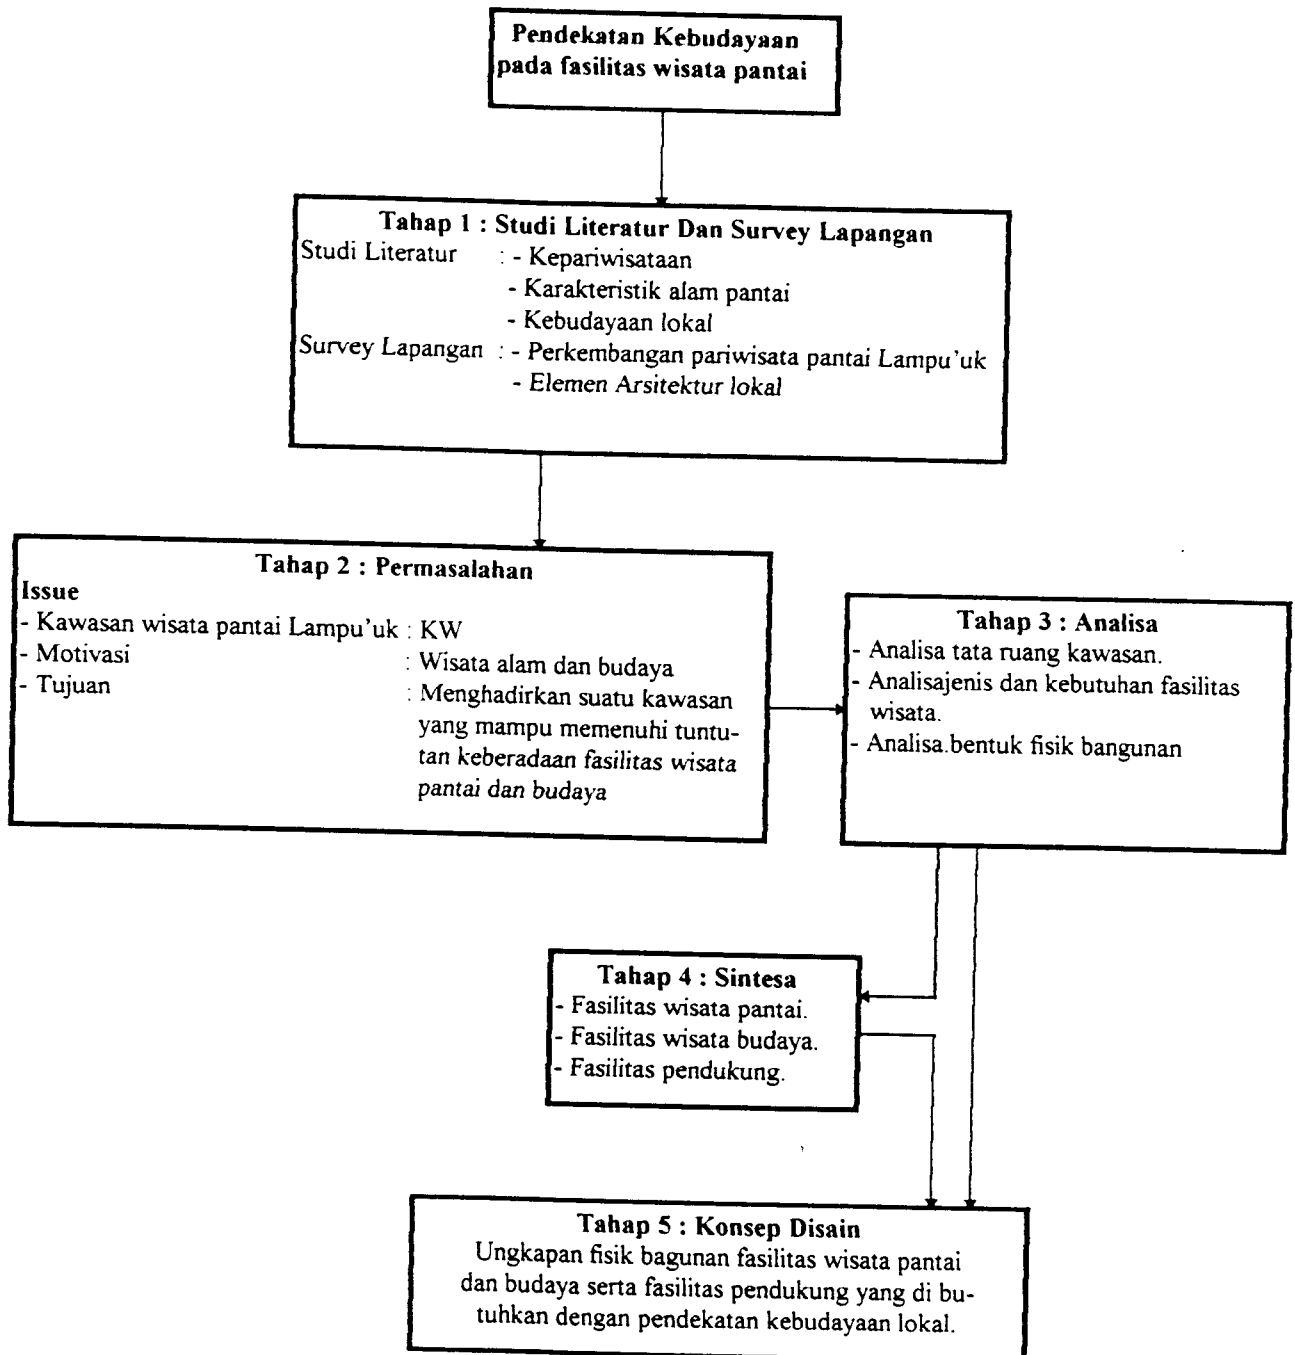 Pendekatan Kebudayaan
pada fasilitas wisata pantai
Tahap 1 : Studi Literatur Dan Survey Lapangan
Studi Literatur : - Kepariwisataan
- Karakteristik alam pantai
- Kebudayaan lokal
Survey Lapangan : - Perkembangan pariwisata pantai Lampu’uk
- Elemen Arsitektur lokal
Tahap 2 : Permasalahan
Issue
- Kawasan wisata pantai Lampu’uk : KW
- Motivasi : Wisata alam dan budaya
- Tujuan : Menghadirkan suatu kawasan
yang mampu memenuhi tuntu-
tan keberadaan fasilitas wisata
pantai dan budaya
Tahap 3 : Analisa
- Analisa tata ruang kawasan.
- Analisajenis dan kebutuhan fasilitas
wisata.
- Analisa.bentuk fisik bangunan
Tahap 4 : Sintesa
- Fasilitas wisata pantai.
- Fasilitas wisata budaya.
- Fasilitas pendukung.
Tahap 5 : Konsep Disain
Ungkapan fisik bagunan fasilitas wisata pantai
dan budaya serta fasilitas pendukung yang di bu-
tuhkan dengan pendekatan kebudayaan lokal.